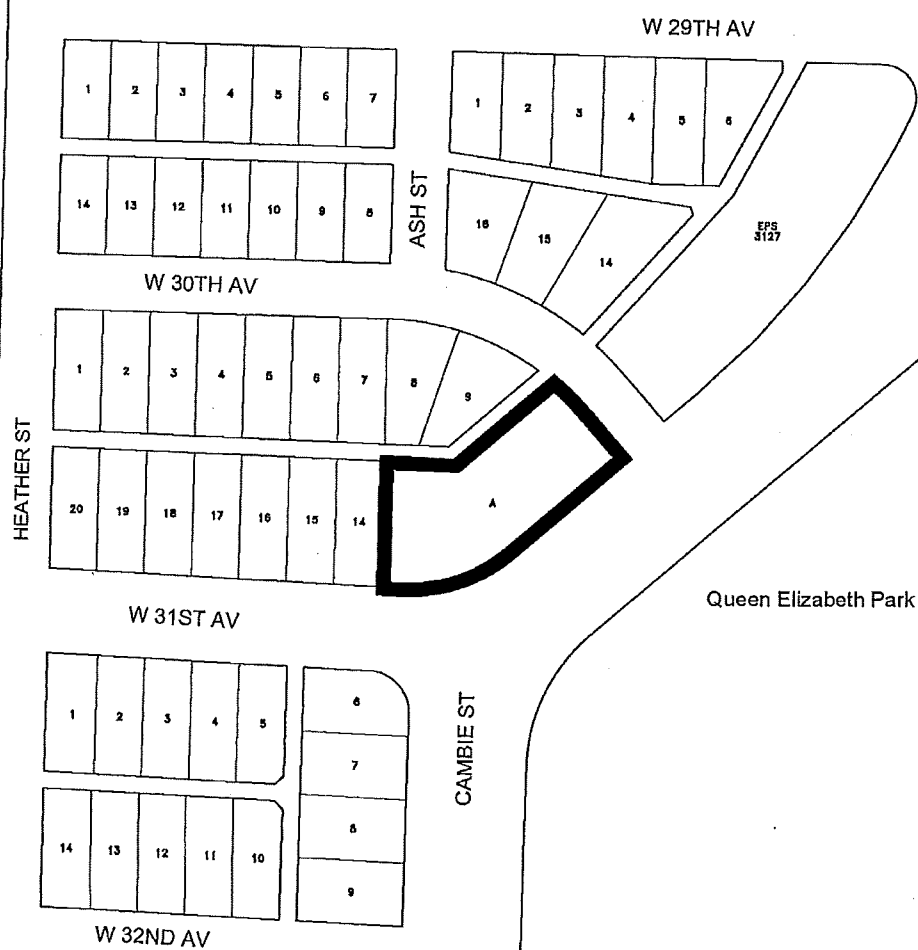 W 29TH AV
1 2 3 4 5 6 7
1 2 3 4 5 6
14 13 12 11 10 9 8
ASH ST
16 15 14
EPS
3127
W 30TH AV
1 2 3 4 5 6 7 8 9
HEATHER ST
20 19 18 17 16 15 14
A
W 31ST AV
Queen Elizabeth Park
1 2 3 4 5
6
7
8
9
CAMBIE ST
14 13 12 11 10
W 32ND AV